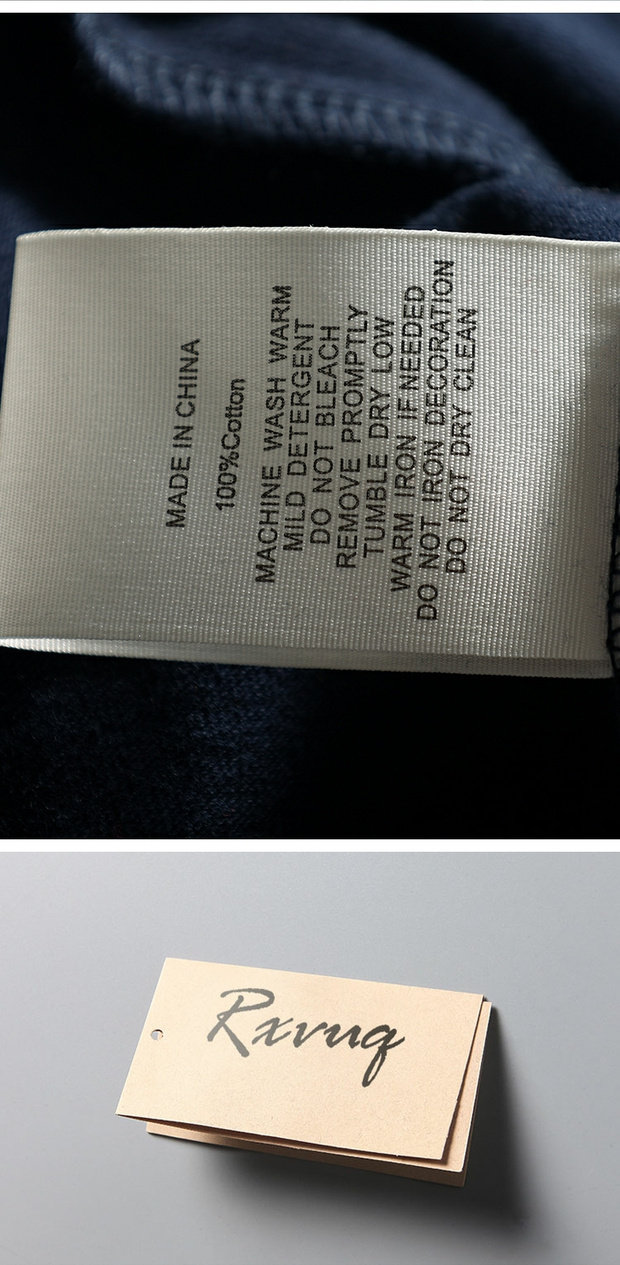 MADE IN CHINA
100%Cotton
MACHINE WASH WARM
MILD DETERGENT
DO NOT BLEACH
REMOVE PROMPTLY
TUMBLE DRY LOW
WARM IRON IF NEEDED
DO NOT IRON DECORATION
DO NOT DRY CLEAN
Rxvuq